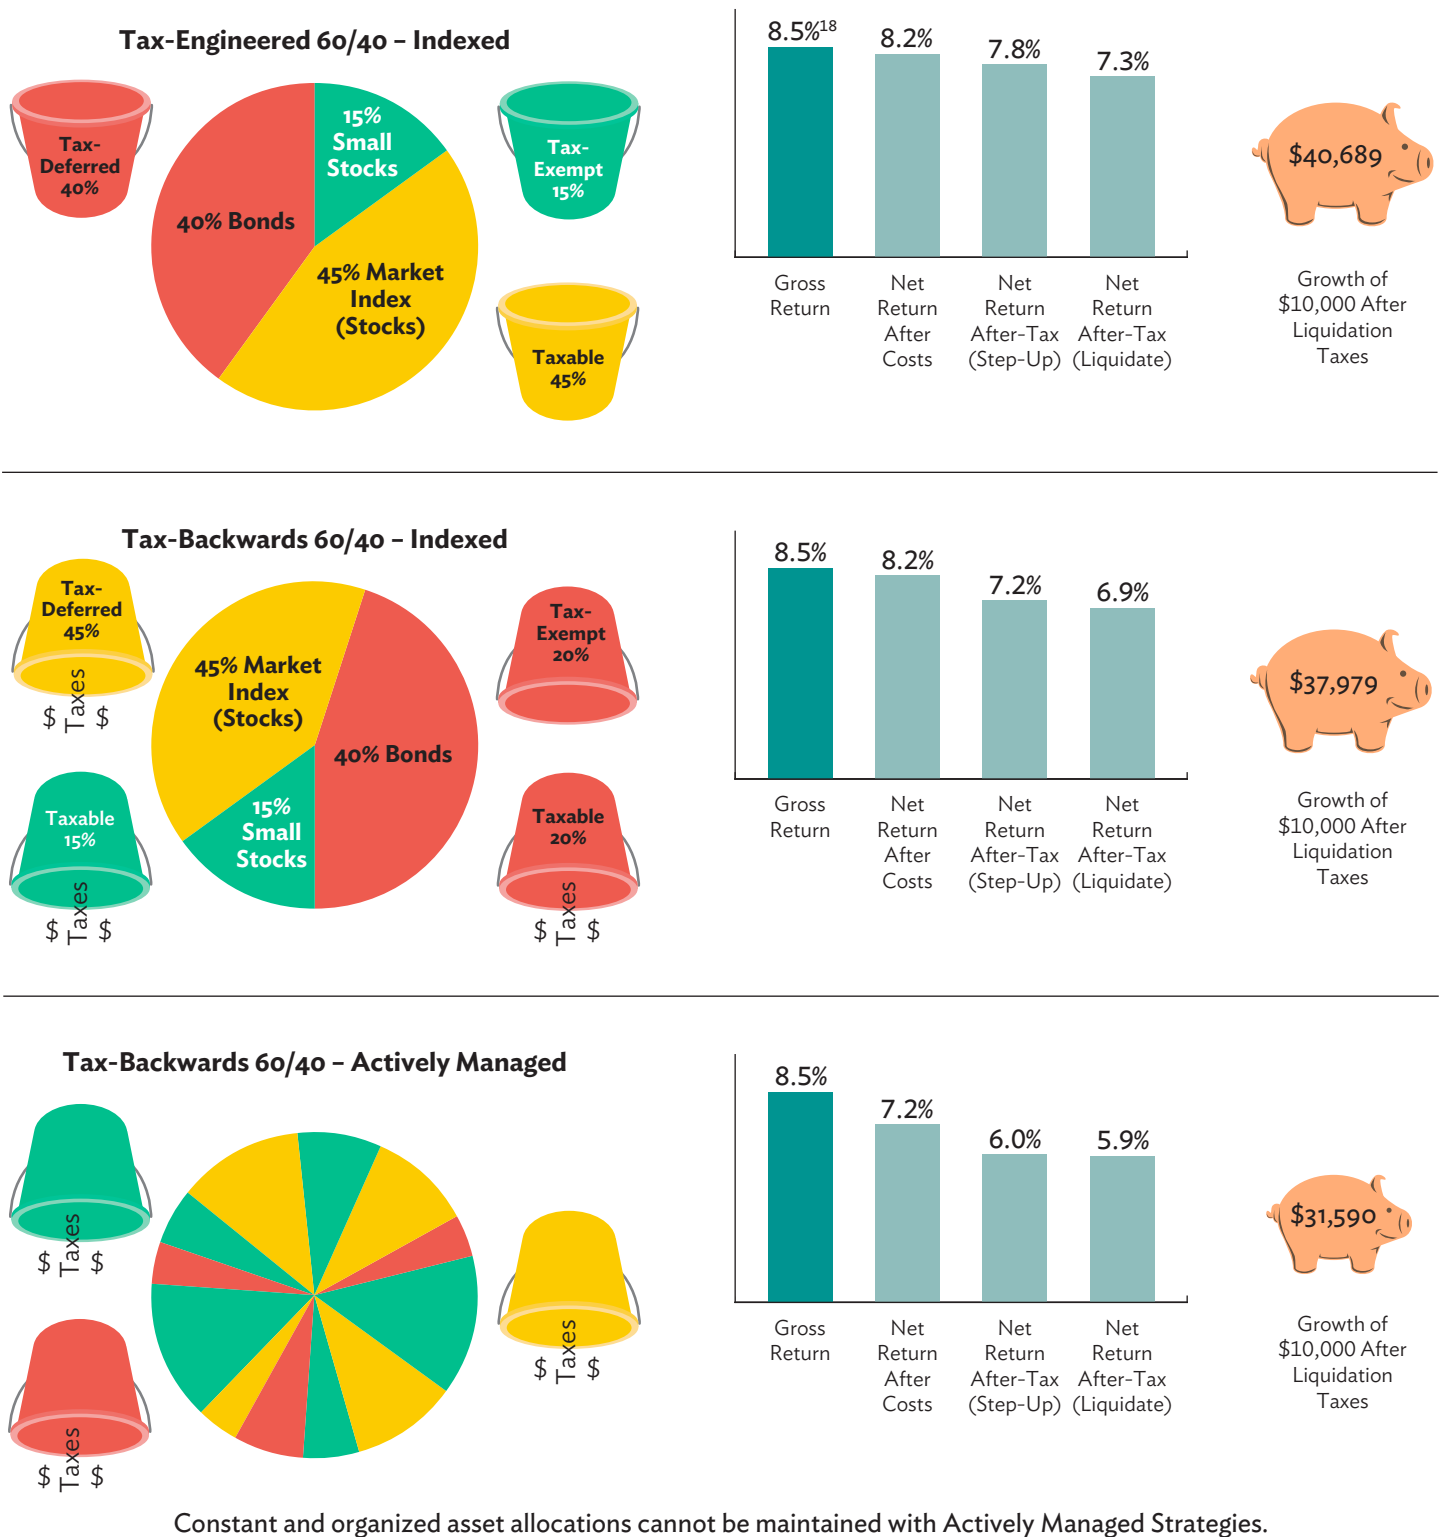 Tax-Engineered 60/40 – Indexed
Tax-
Deferred
40%
40% Bonds
15%
Small
Stocks
45% Market
Index
(Stocks)
Tax-
Exempt
15%
Taxable
45%
8.5%18
8.2%
7.8%
7.3%
Gross
Return
Net
Return
After
Costs
Net
Return
After-Tax
(Step-Up)
Net
Return
After-Tax
(Liquidate)
$40,689
Growth of
$10,000 After
Liquidation
Taxes
Tax-Backwards 60/40 – Indexed
Tax-
Deferred
45%
$ Taxes $
Taxable
15%
$ Taxes $
45% Market
Index
(Stocks)
40% Bonds
15%
Small
Stocks
Tax-
Exempt
20%
Taxable
20%
$ Taxes $
8.5%
8.2%
7.2%
6.9%
Gross
Return
Net
Return
After
Costs
Net
Return
After-Tax
(Step-Up)
Net
Return
After-Tax
(Liquidate)
$37,979
Growth of
$10,000 After
Liquidation
Taxes
Tax-Backwards 60/40 – Actively Managed
$ Taxes $
$ Taxes $
$ Taxes $
8.5%
7.2%
6.0%
5.9%
Gross
Return
Net
Return
After
Costs
Net
Return
After-Tax
(Step-Up)
Net
Return
After-Tax
(Liquidate)
$31,590
Growth of
$10,000 After
Liquidation
Taxes
Constant and organized asset allocations cannot be maintained with Actively Managed Strategies.